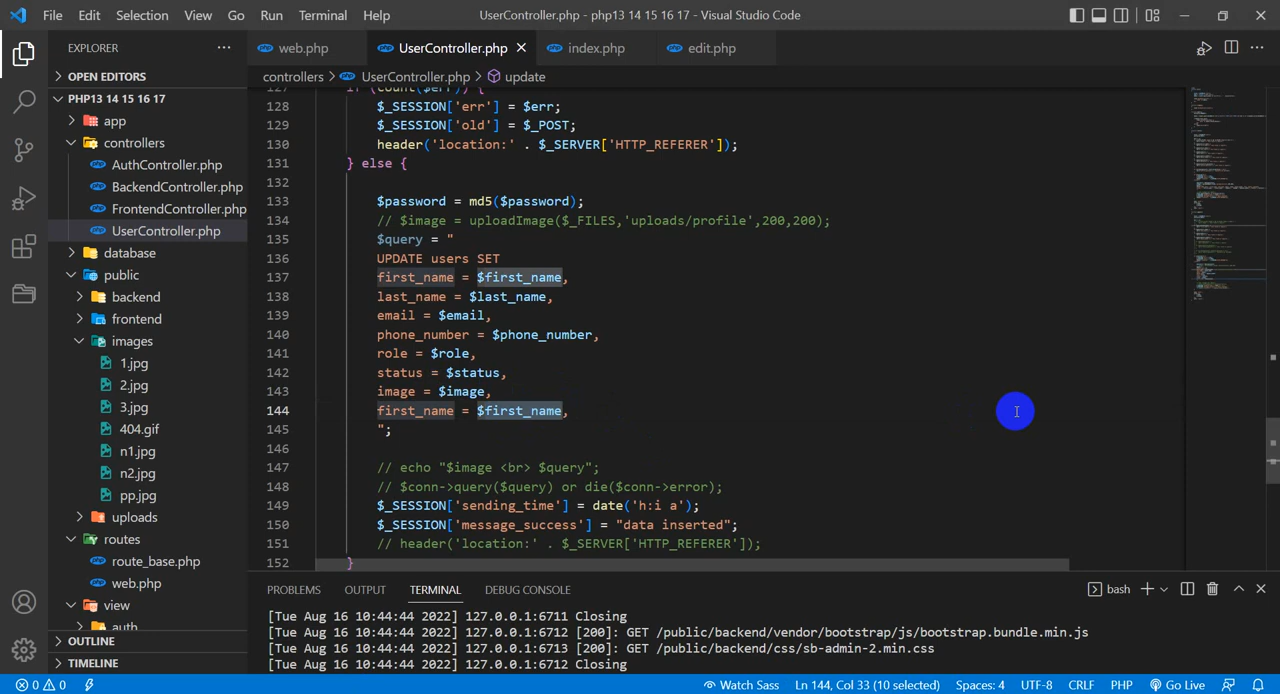 File Edit Selection View Go Run Terminal Help UserController.php - php13 14 15 16 17 - Visual Studio Code
EXPLORER
OPEN EDITORS
PHP13 14 15 16 17
app
controllers
AuthController.php
BackendController.php
FrontendController.php
UserController.php
database
public
backend
frontend
images
1.jpg
2.jpg
3.jpg
404.gif
n1.jpg
n2.jpg
pp.jpg
uploads
routes
route_base.php
web.php
view
auth
OUTLINE
TIMELINE
web.php UserController.php index.php edit.php
controllers > UserController.php > update
127 if (count($err)) {
128 $_SESSION['err'] = $err;
129 $_SESSION['old'] = $_POST;
130 header('location:' . $_SERVER['HTTP_REFERER']);
131 } else {
132
133 $password = md5($password);
134 // $image = uploadImage($_FILES,'uploads/profile',200,200);
135 $query = "
136 UPDATE users SET
137 first_name = $first_name,
138 last_name = $last_name,
139 email = $email,
140 phone_number = $phone_number,
141 role = $role,
142 status = $status,
143 image = $image,
144 first_name = $first_name,
145 ";
146
147 // echo "$image <br> $query";
148 // $conn->query($query) or die($conn->error);
149 $_SESSION['sending_time'] = date('h:i a');
150 $_SESSION['message_success'] = "data inserted";
151 // header('location:' . $_SERVER['HTTP_REFERER']);
152 }
PROBLEMS OUTPUT TERMINAL DEBUG CONSOLE bash
[Tue Aug 16 10:44:44 2022] 127.0.0.1:6711 Closing
[Tue Aug 16 10:44:44 2022] 127.0.0.1:6712 [200]: GET /public/backend/vendor/bootstrap/js/bootstrap.bundle.min.js
[Tue Aug 16 10:44:44 2022] 127.0.0.1:6713 [200]: GET /public/backend/css/sb-admin-2.min.css
[Tue Aug 16 10:44:44 2022] 127.0.0.1:6712 Closing
0 0 Watch Sass Ln 144, Col 33 (10 selected) Spaces: 4 UTF-8 CRLF PHP Go Live